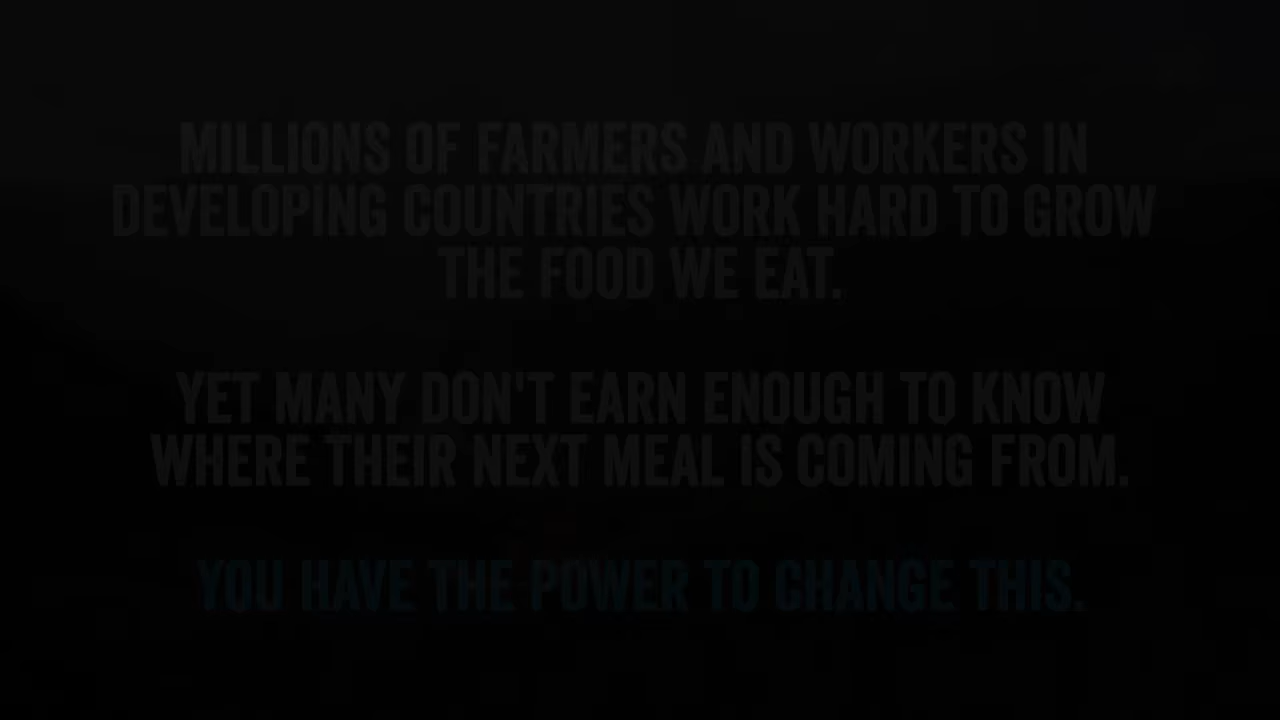 MILLIONS OF FARMERS AND WORKERS IN
DEVELOPING COUNTRIES WORK HARD TO GROW
THE FOOD WE EAT.
YET MANY DON'T EARN ENOUGH TO KNOW
WHERE THEIR NEXT MEAL IS COMING FROM.
YOU HAVE THE POWER TO CHANGE THIS.